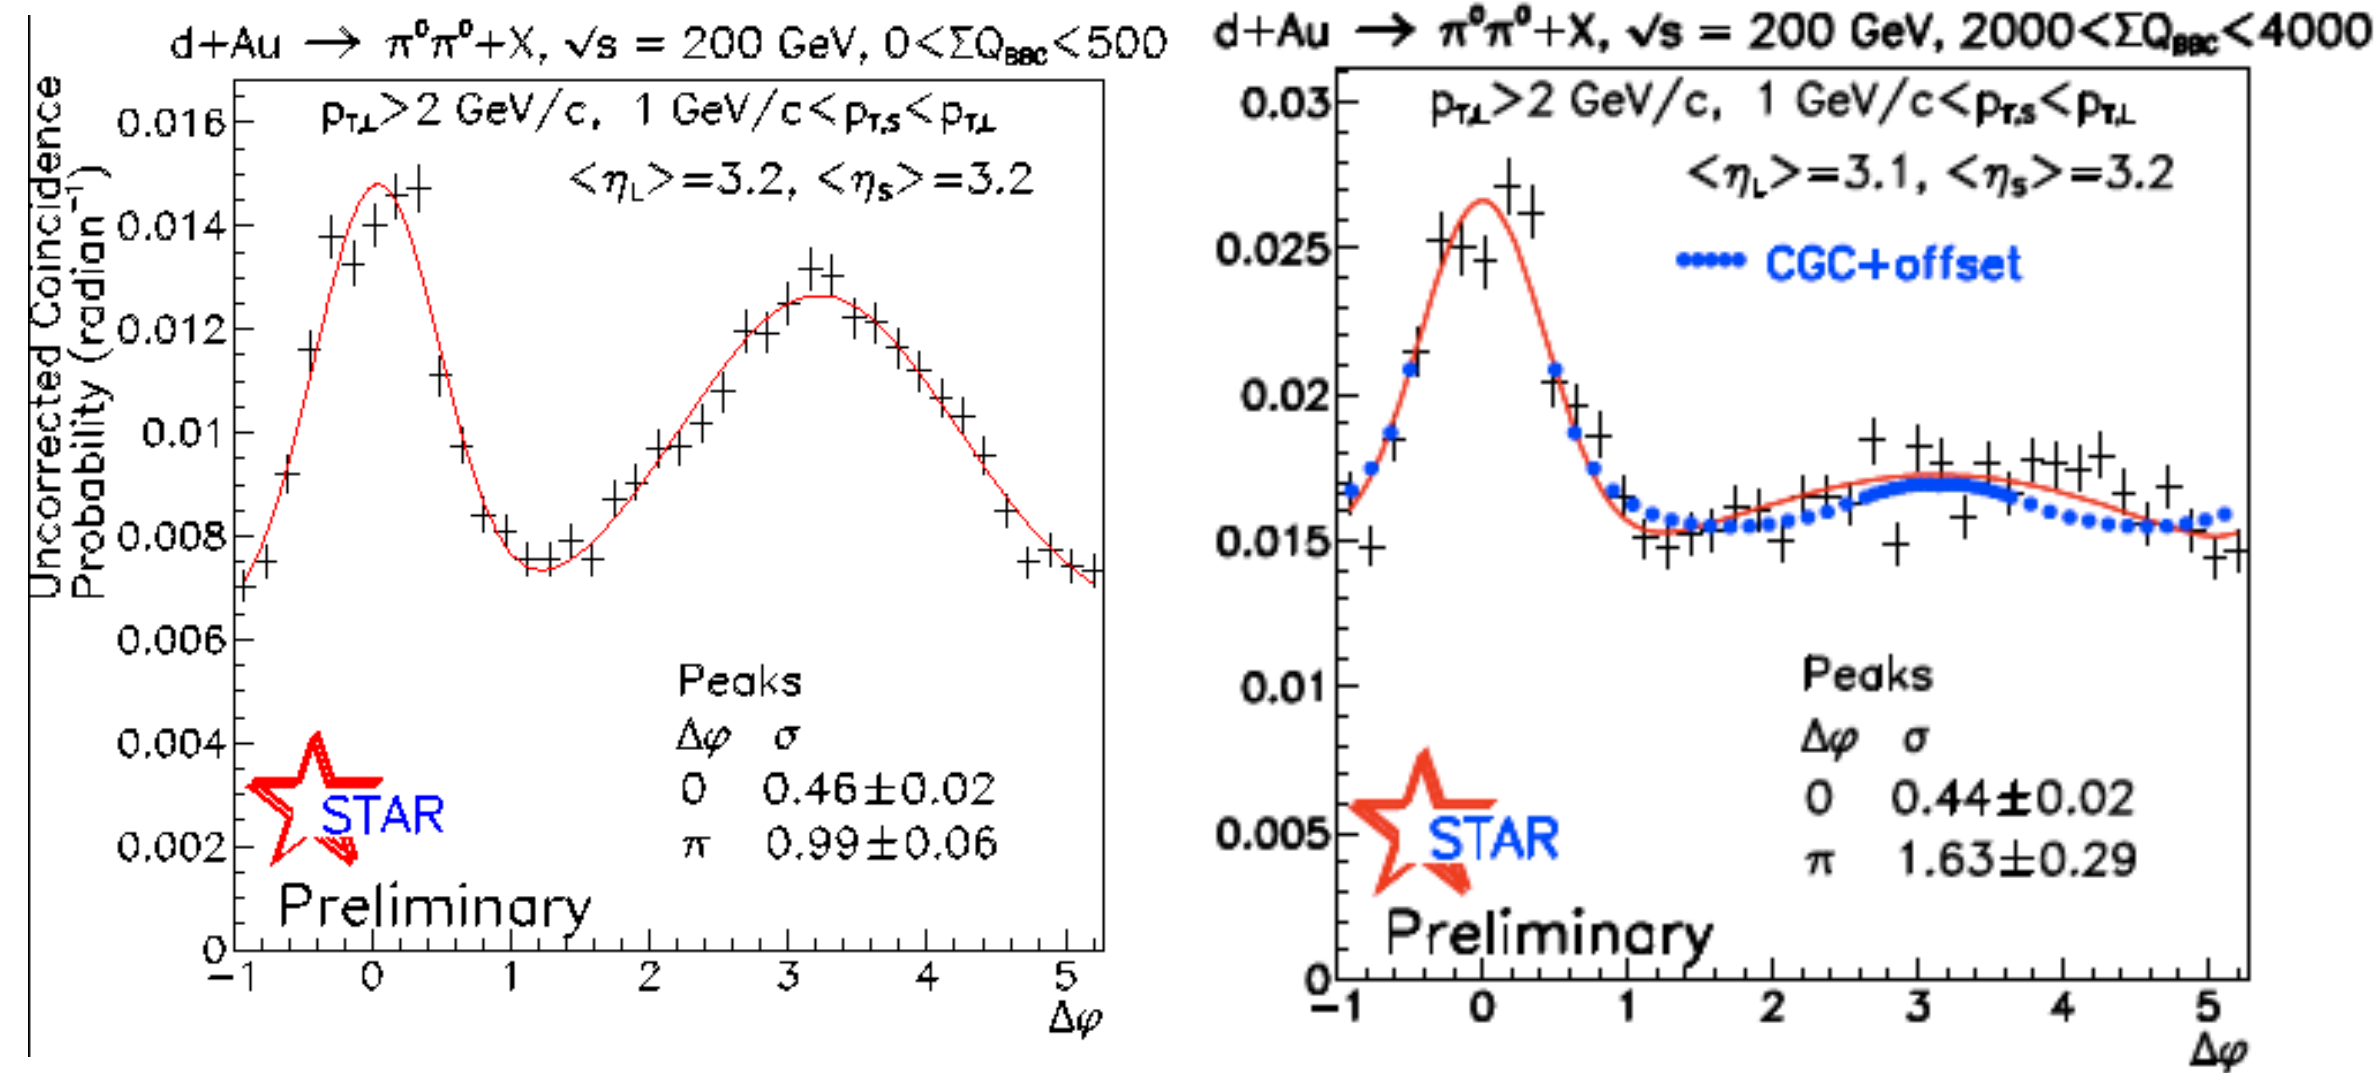 d+Au → π⁰π⁰+X, √s = 200 GeV, 0<ΣQ_BBC<500
Uncorrected Coincidence
Probability (radian⁻¹)
p_T,L>2 GeV/c, 1 GeV/c<p_T,S<p_T,L
<η_L>=3.2, <η_S>=3.2
0.016
0.014
0.012
0.01
0.008
0.006
0.004
0.002
0
Peaks
Δφ σ
0 0.46±0.02
π 0.99±0.06
STAR
Preliminary
−1 0 1 2 3 4 5
Δφ
d+Au → π⁰π⁰+X, √s = 200 GeV, 2000<ΣQ_BBC<4000
p_T,L>2 GeV/c, 1 GeV/c<p_T,S<p_T,L
<η_L>=3.1, <η_S>=3.2
CGC+offset
0.03
0.025
0.02
0.015
0.01
0.005
0
Peaks
Δφ σ
0 0.44±0.02
π 1.63±0.29
STAR
Preliminary
−1 0 1 2 3 4 5
Δφ